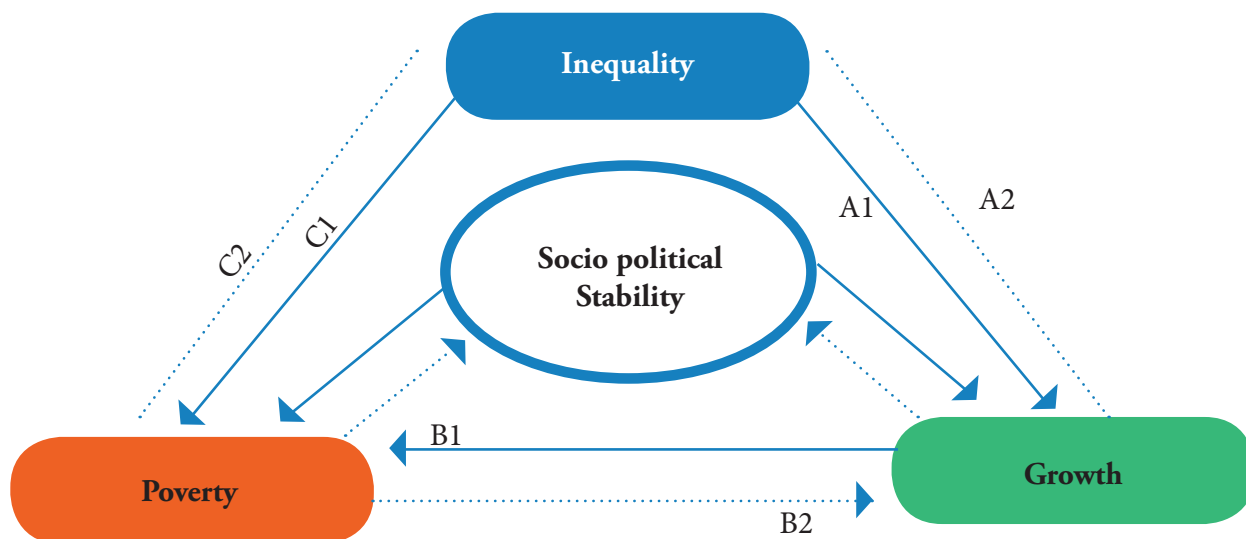 Inequality
C2
C1
A1
A2
Socio political
Stability
B1
B2
Poverty
Growth